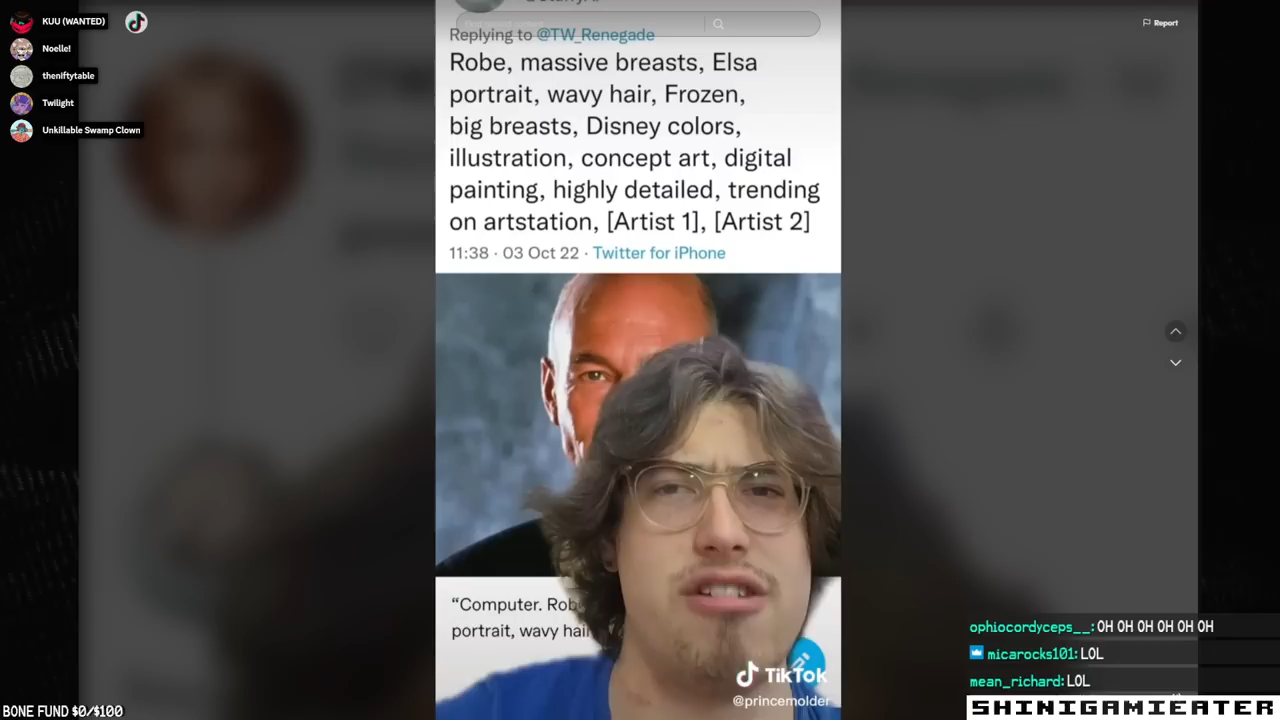 KUU (WANTED)
Noelle!
theniftytable
Twilight
Unkillable Swamp Clown
Report
Replying to @TW_Renegade
Robe, massive breasts, Elsa
portrait, wavy hair, Frozen,
big breasts, Disney colors,
illustration, concept art, digital
painting, highly detailed, trending
on artstation, [Artist 1], [Artist 2]
11:38 · 03 Oct 22 · Twitter for iPhone
“Computer.
portrait, wavy hair
TikTok
@princemolder
ophiocordyceps__: OH OH OH OH OH OH
micarocks101: LOL
mean_richard: LOL
BONE FUND $0/$100
SHINIGAMIEATER